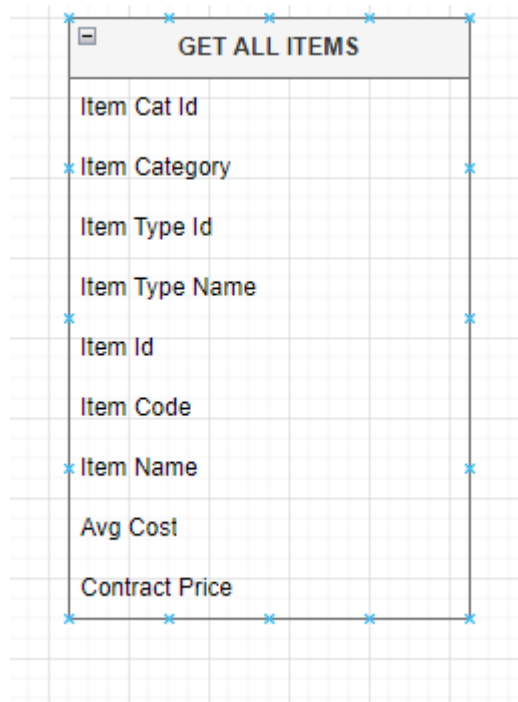 GET ALL ITEMS
Item Cat Id
Item Category
Item Type Id
Item Type Name
Item Id
Item Code
Item Name
Avg Cost
Contract Price